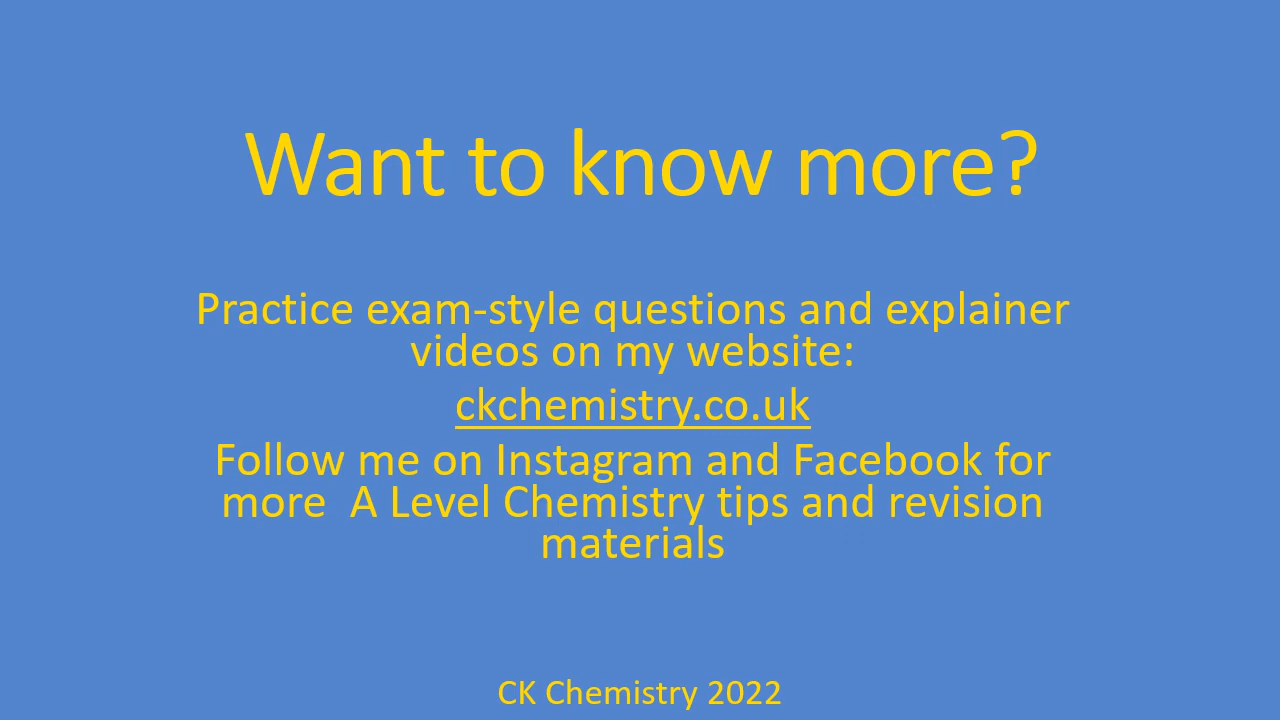 Want to know more?
Practice exam-style questions and explainer
videos on my website:
ckchemistry.co.uk
Follow me on Instagram and Facebook for
more  A Level Chemistry tips and revision
materials
CK Chemistry 2022